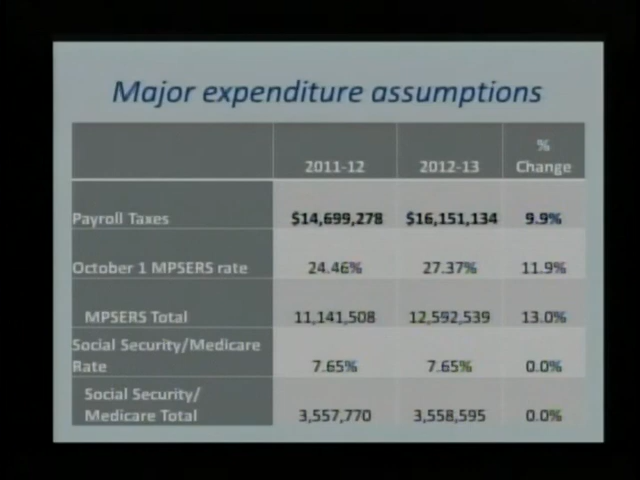 Major expenditure assumptions
2011-12 2012-13 % Change
Payroll Taxes $14,699,278 $16,151,134 9.9%
October 1 MPSERS rate 24.46% 27.37% 11.9%
MPSERS Total 11,141,508 12,592,539 13.0%
Social Security/Medicare Rate 7.65% 7.65% 0.0%
Social Security/ Medicare Total 3,557,770 3,558,595 0.0%